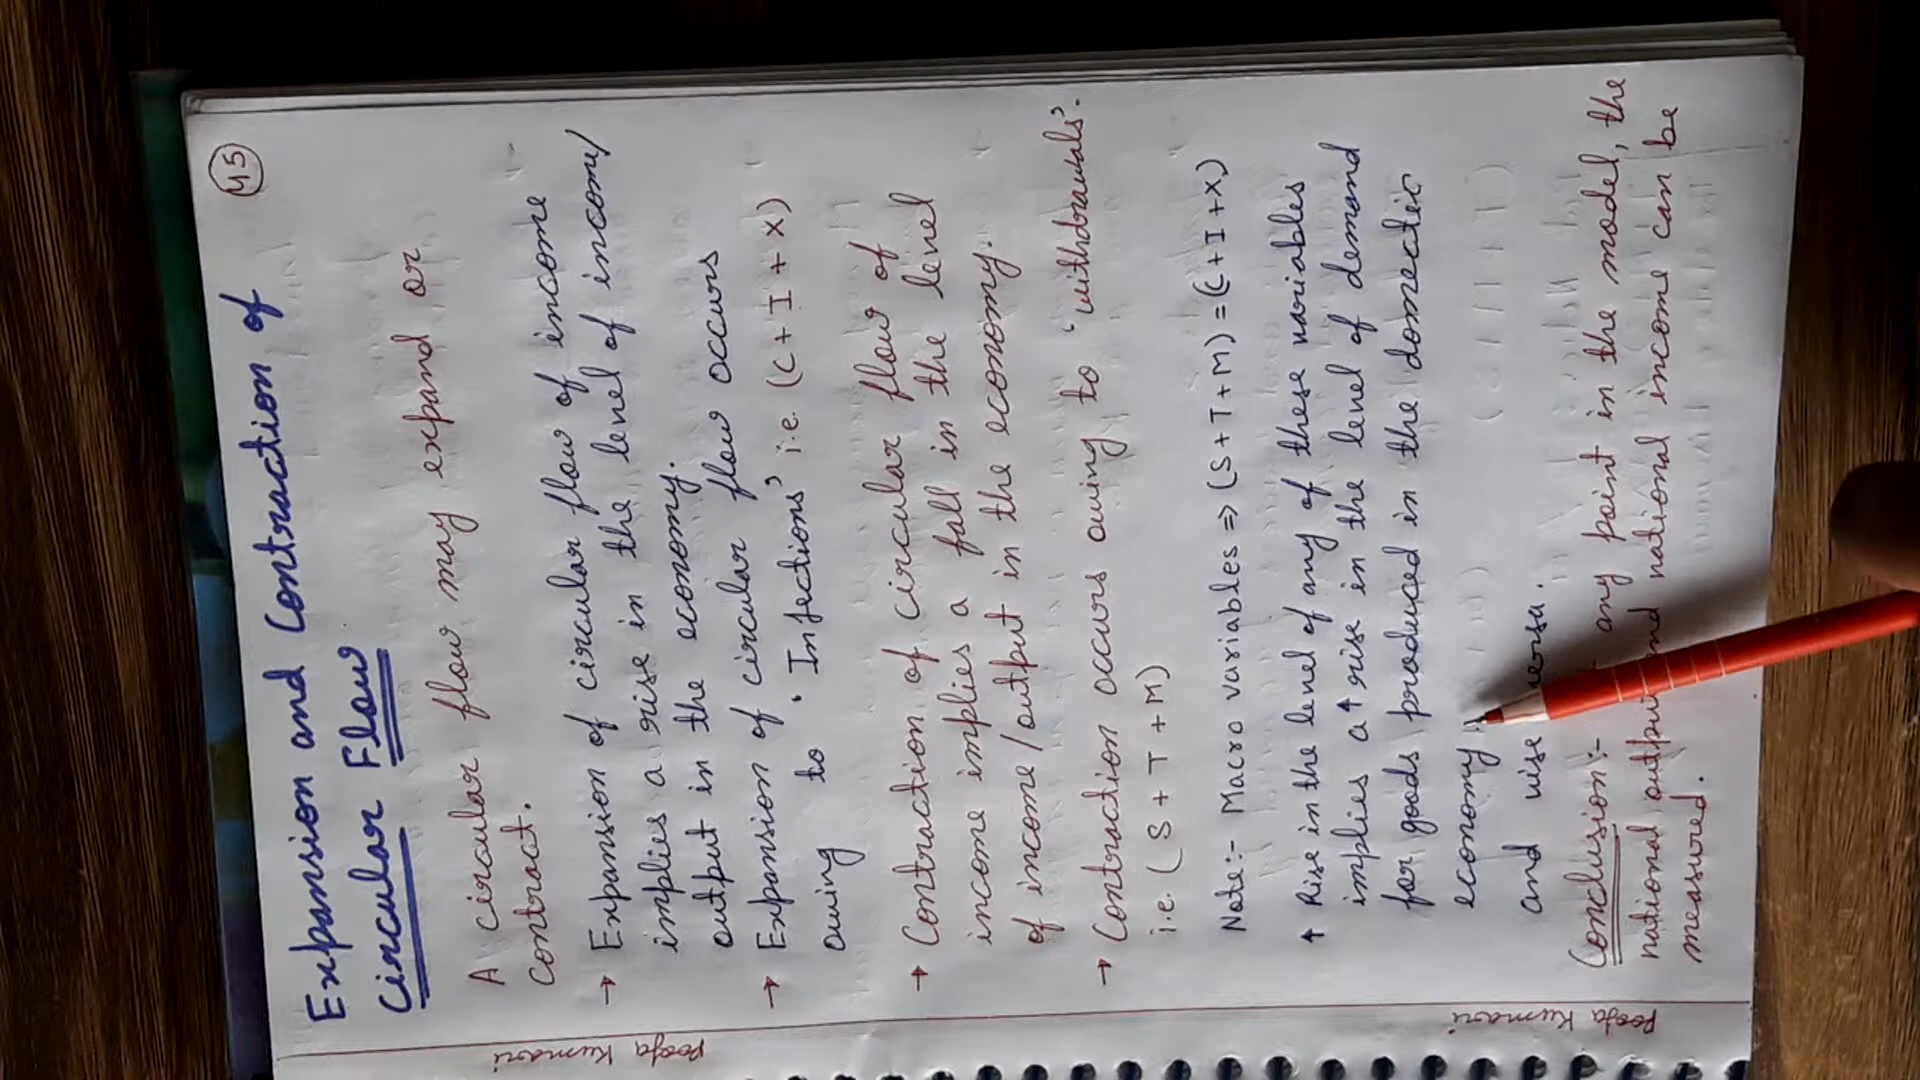 45
Expansion and Contraction of
Circular Flow
A circular flow may expand or
Contract.
→ Expansion of circular flow of income
implies a rise in the level of income/
output in the economy.
→ Expansion of circular flow occurs
owing to 'Injections' i.e. (C + I + X)
→ Contraction of circular flow of
income implies a fall in the level
of income/output in the economy.
→ Contraction occurs owing to 'withdrawals'.
i.e. (S + T + M)
Note:- Macro variables ⇒ (S+T+M) = (C+I+X)
↑ Rise in the level of any of these variables
implies a ↑ rise in the level of demand
for goods produced in the domestic
economy
and vise versa.
Conclusion:- any point in the model, the
national output and national income can be
measured.
Pooja Kumari
Pooja Kumari